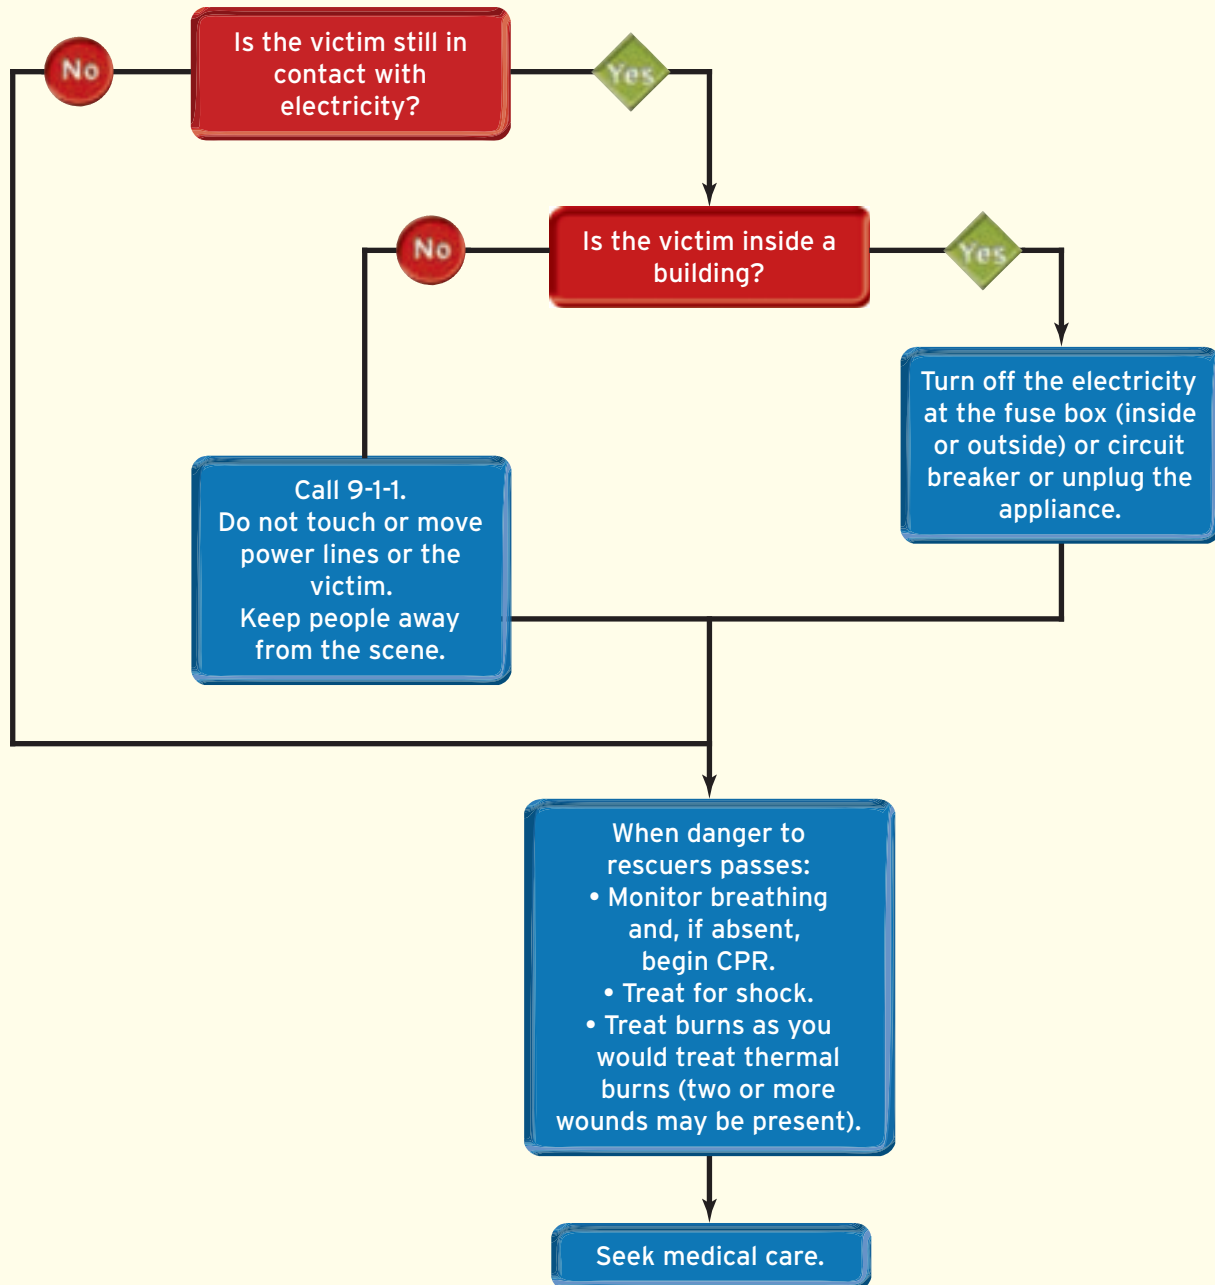 Is the victim still in
contact with
electricity?
No
Yes
Is the victim inside a
building?
No
Yes
Turn off the electricity
at the fuse box (inside
or outside) or circuit
breaker or unplug the
appliance.
Call 9-1-1.
Do not touch or move
power lines or the
victim.
Keep people away
from the scene.
When danger to
rescuers passes:
• Monitor breathing
and, if absent,
begin CPR.
• Treat for shock.
• Treat burns as you
would treat thermal
burns (two or more
wounds may be present).
Seek medical care.